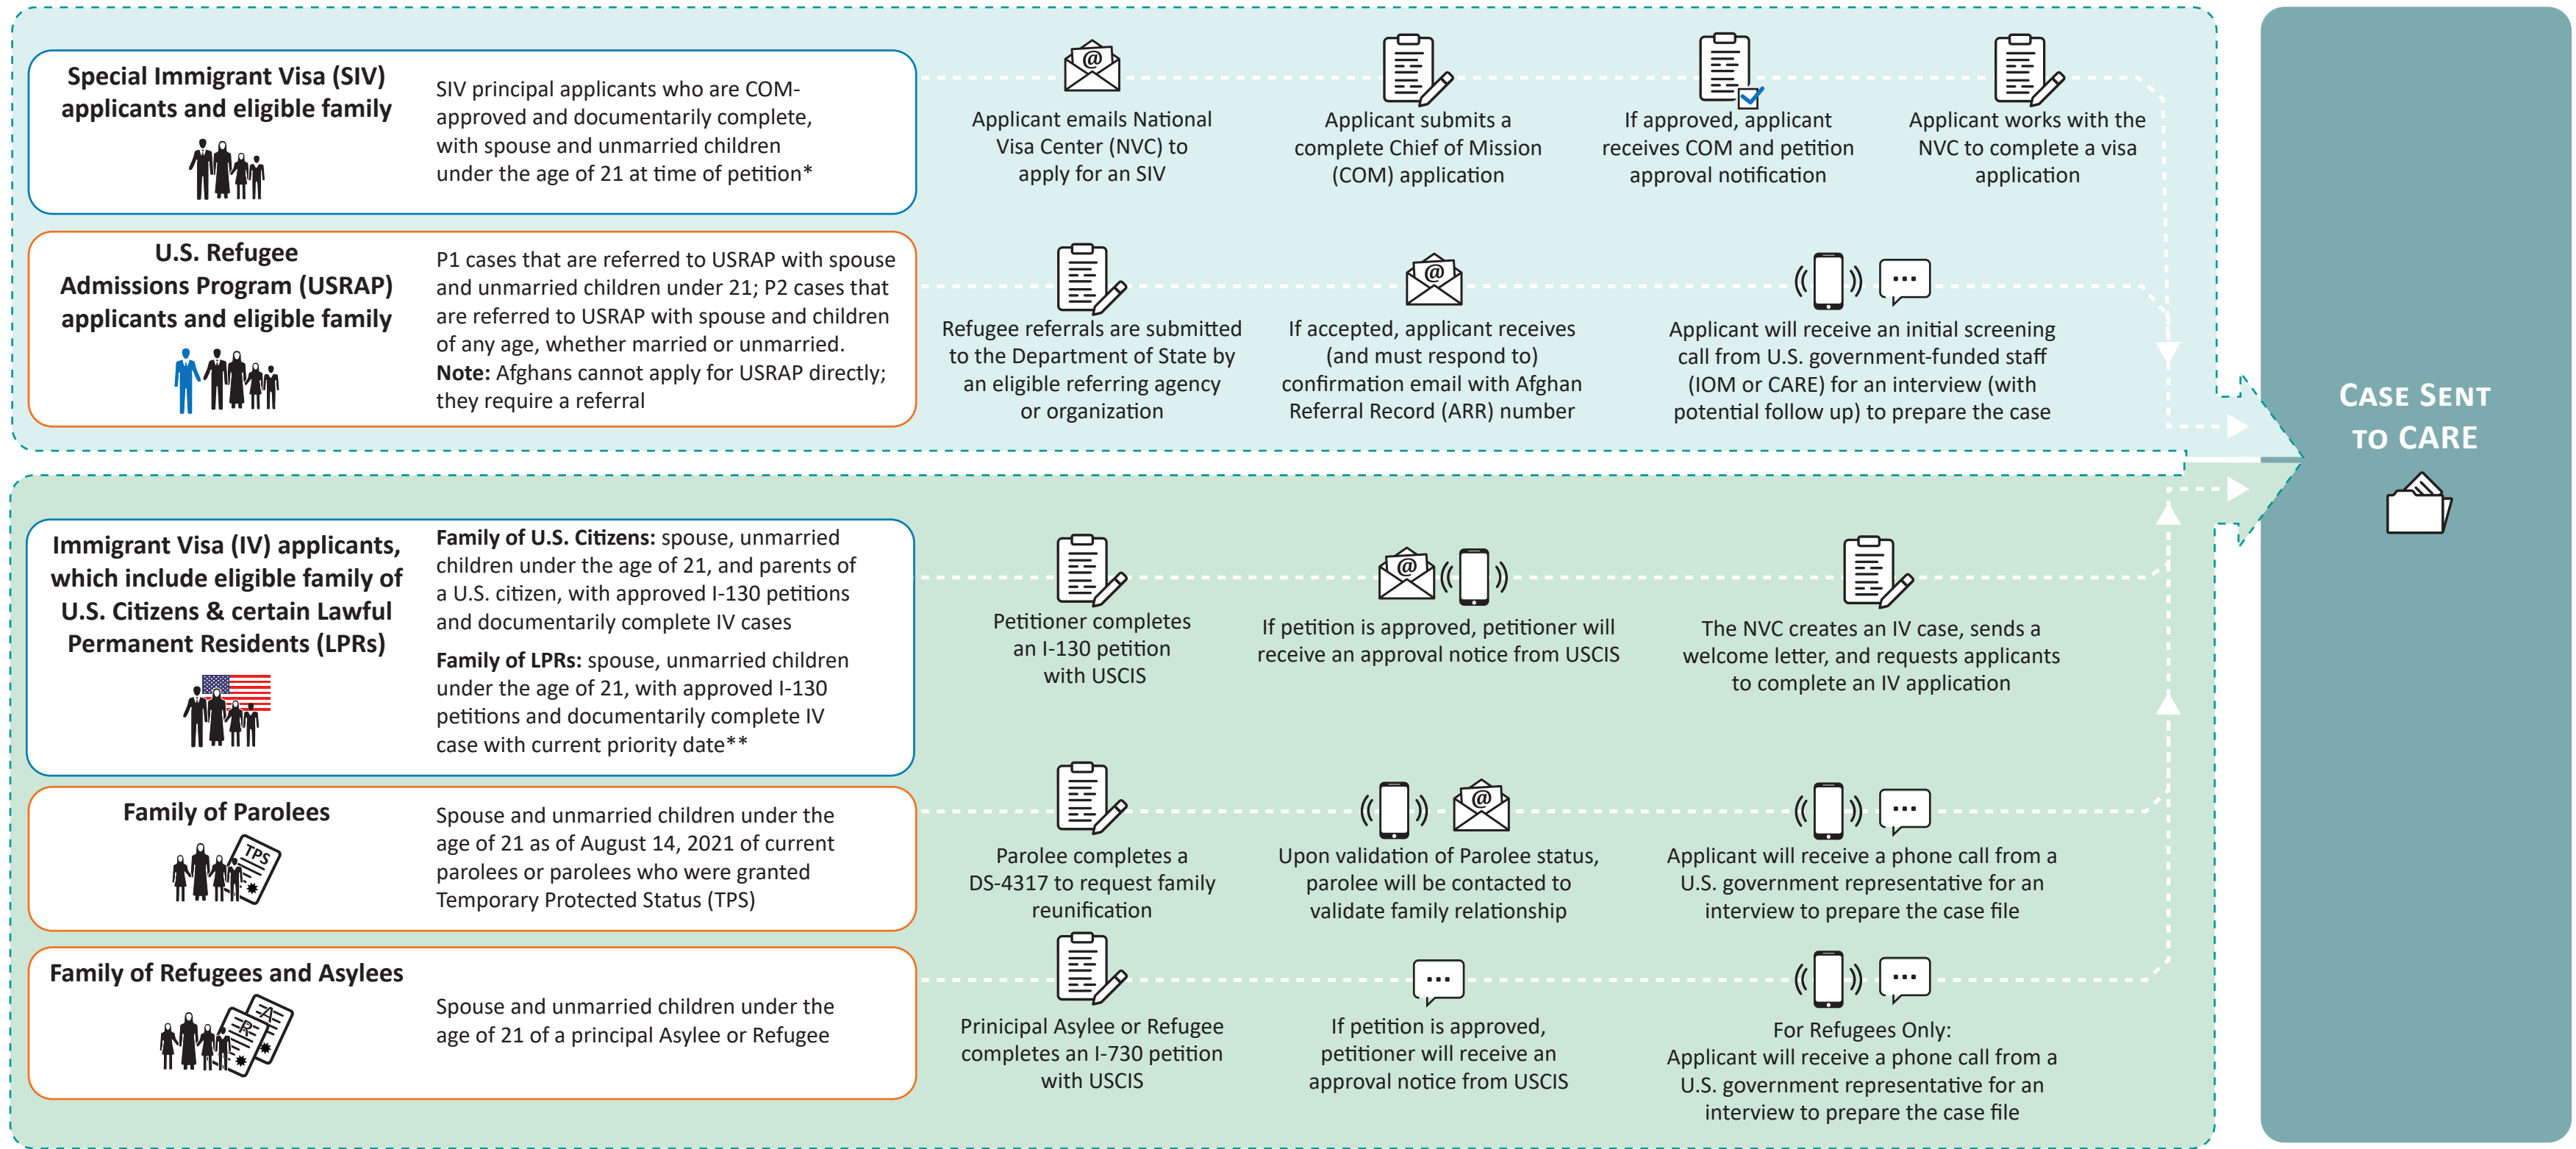 Special Immigrant Visa (SIV)
applicants and eligible family
SIV principal applicants who are COM-
approved and documentarily complete,
with spouse and unmarried children
under the age of 21 at time of petition*
@
Applicant emails National
Visa Center (NVC) to
apply for an SIV
Applicant submits a
complete Chief of Mission
(COM) application
If approved, applicant
receives COM and petition
approval notification
Applicant works with the
NVC to complete a visa
application
U.S. Refugee
Admissions Program (USRAP)
applicants and eligible family
P1 cases that are referred to USRAP with spouse
and unmarried children under 21; P2 cases that
are referred to USRAP with spouse and children
of any age, whether married or unmarried.
Note: Afghans cannot apply for USRAP directly;
they require a referral
Refugee referrals are submitted
to the Department of State by
an eligible referring agency
or organization
@
If accepted, applicant receives
(and must respond to)
confirmation email with Afghan
Referral Record (ARR) number
Applicant will receive an initial screening
call from U.S. government-funded staff
(IOM or CARE) for an interview (with
potential follow up) to prepare the case
Immigrant Visa (IV) applicants,
which include eligible family of
U.S. Citizens & certain Lawful
Permanent Residents (LPRs)
Family of U.S. Citizens: spouse, unmarried
children under the age of 21, and parents of
a U.S. citizen, with approved I-130 petitions
and documentarily complete IV cases
Family of LPRs: spouse, unmarried children
under the age of 21, with approved I-130
petitions and documentarily complete IV
case with current priority date**
Petitioner completes
an I-130 petition
with USCIS
@
If petition is approved, petitioner will
receive an approval notice from USCIS
The NVC creates an IV case, sends a
welcome letter, and requests applicants
to complete an IV application
Family of Parolees
TPS
Spouse and unmarried children under the
age of 21 as of August 14, 2021 of current
parolees or parolees who were granted
Temporary Protected Status (TPS)
Parolee completes a
DS-4317 to request family
reunification
@
Upon validation of Parolee status,
parolee will be contacted to
validate family relationship
Applicant will receive a phone call from a
U.S. government representative for an
interview to prepare the case file
Family of Refugees and Asylees
R
A
Spouse and unmarried children under the
age of 21 of a principal Asylee or Refugee
Prinicipal Asylee or Refugee
completes an I-730 petition
with USCIS
If petition is approved,
petitioner will receive an
approval notice from USCIS
For Refugees Only:
Applicant will receive a phone call from a
U.S. government representative for an
interview to prepare the case file
CASE SENT
TO CARE